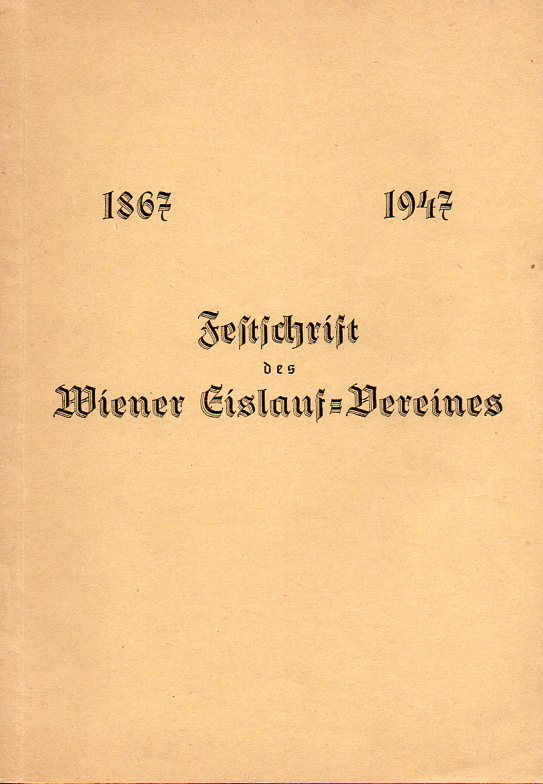 1867 1947
Feſtſchrift
des
Wiener Eislauf=Vereines